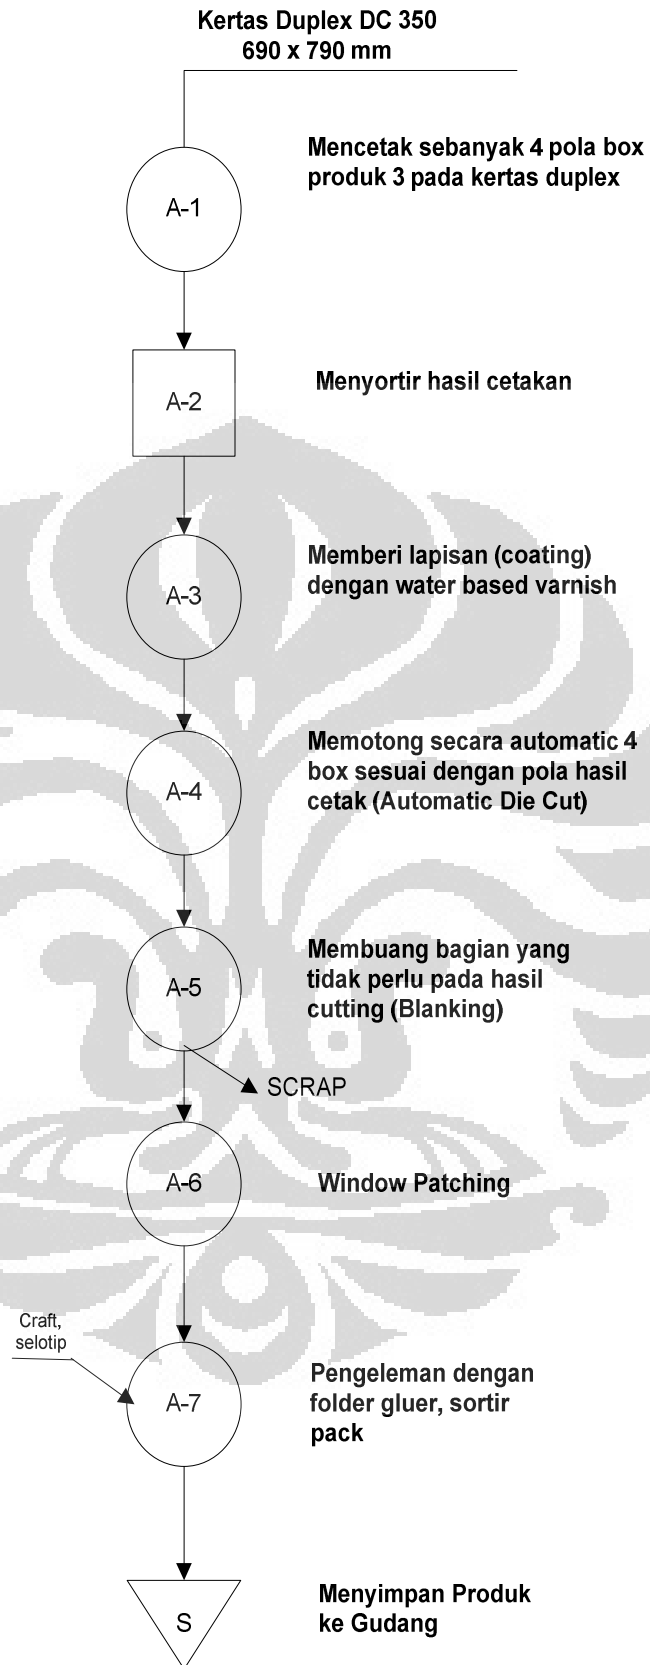 Kertas Duplex DC 350
690 x 790 mm
Mencetak sebanyak 4 pola box
produk 3 pada kertas duplex
A-1
Menyortir hasil cetakan
A-2
Memberi lapisan (coating)
dengan water based varnish
A-3
Memotong secara automatic 4
box sesuai dengan pola hasil
cetak (Automatic Die Cut)
A-4
Membuang bagian yang
tidak perlu pada hasil
cutting (Blanking)
A-5
SCRAP
A-6
Window Patching
Craft,
selotip
A-7
Pengeleman dengan
folder gluer, sortir
pack
Menyimpan Produk
ke Gudang
S